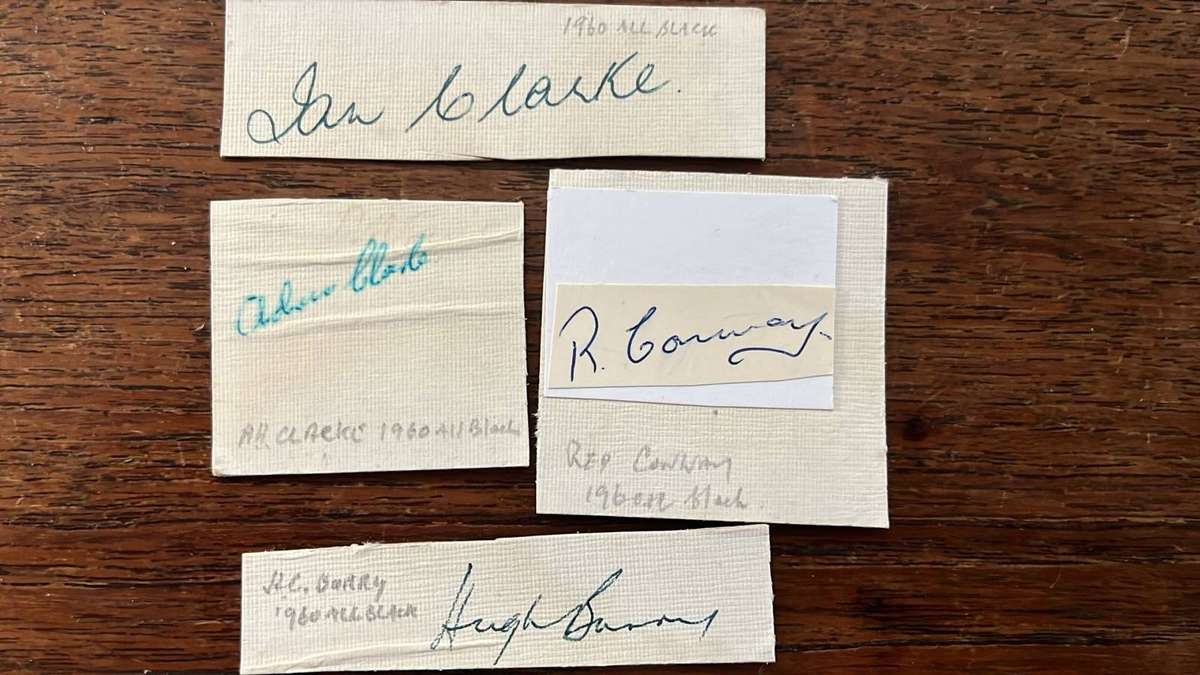 1960 ALL BLACK
Ian Clarke.
Adrian Clarke
AH CLARKE 1960 All Black
R. Conway.
RED CONWAY
1960 All black.
H.C. BURRY
1960 ALL BLACK
Hugh Burry